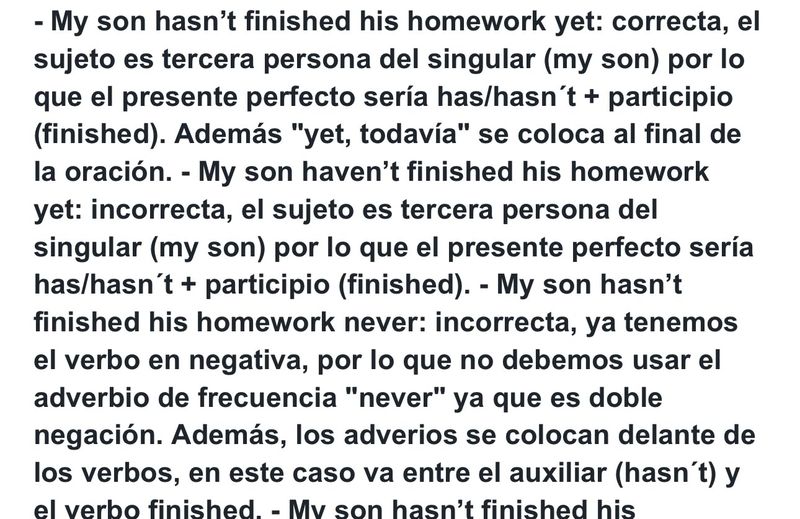 - My son hasn’t finished his homework yet: correcta, el
sujeto es tercera persona del singular (my son) por lo
que el presente perfecto sería has/hasn´t + participio
(finished). Además "yet, todavía" se coloca al final de
la oración. - My son haven’t finished his homework
yet: incorrecta, el sujeto es tercera persona del
singular (my son) por lo que el presente perfecto sería
has/hasn´t + participio (finished). - My son hasn’t
finished his homework never: incorrecta, ya tenemos
el verbo en negativa, por lo que no debemos usar el
adverbio de frecuencia "never" ya que es doble
negación. Además, los adverios se colocan delante de
los verbos, en este caso va entre el auxiliar (hasn´t) y
el verbo finished. - My son hasn’t finished his